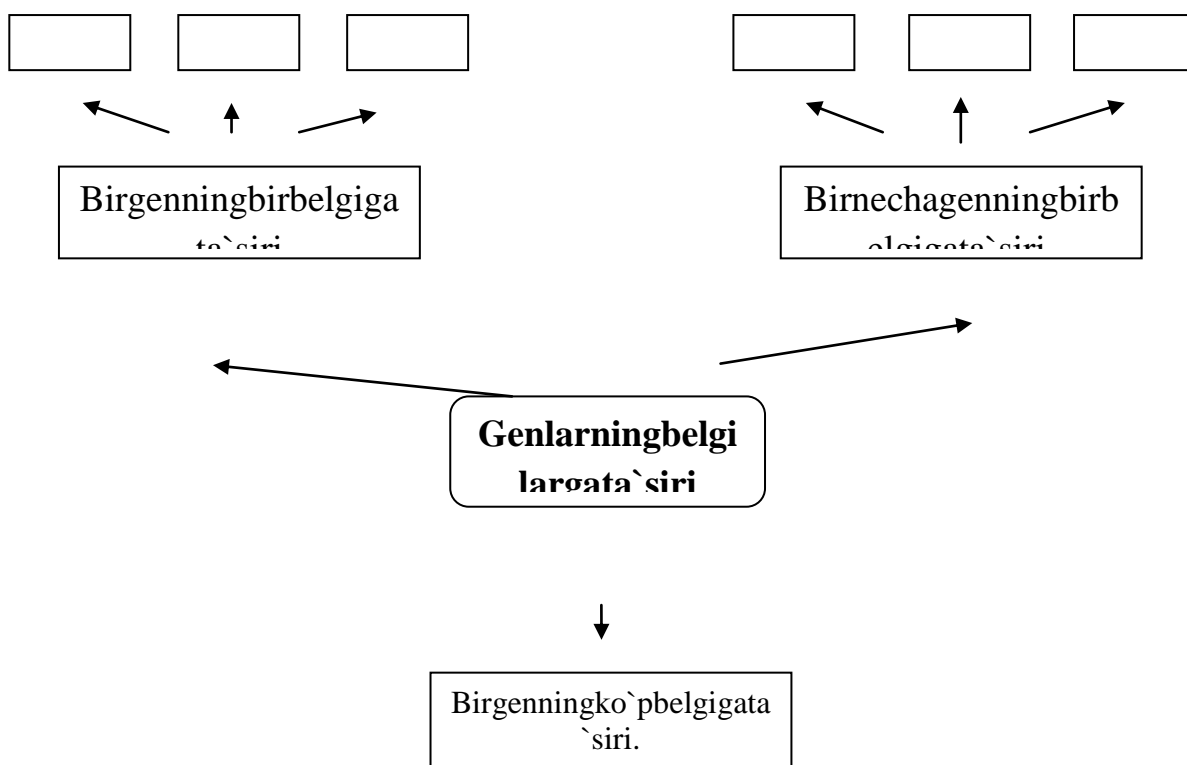 Birgenningbirbelgiga
ta`siri
Birnechagenningbirb
elgigata`siri
Genlarningbelgi
largata`siri
Birgenningko`pbelgigata
`siri.